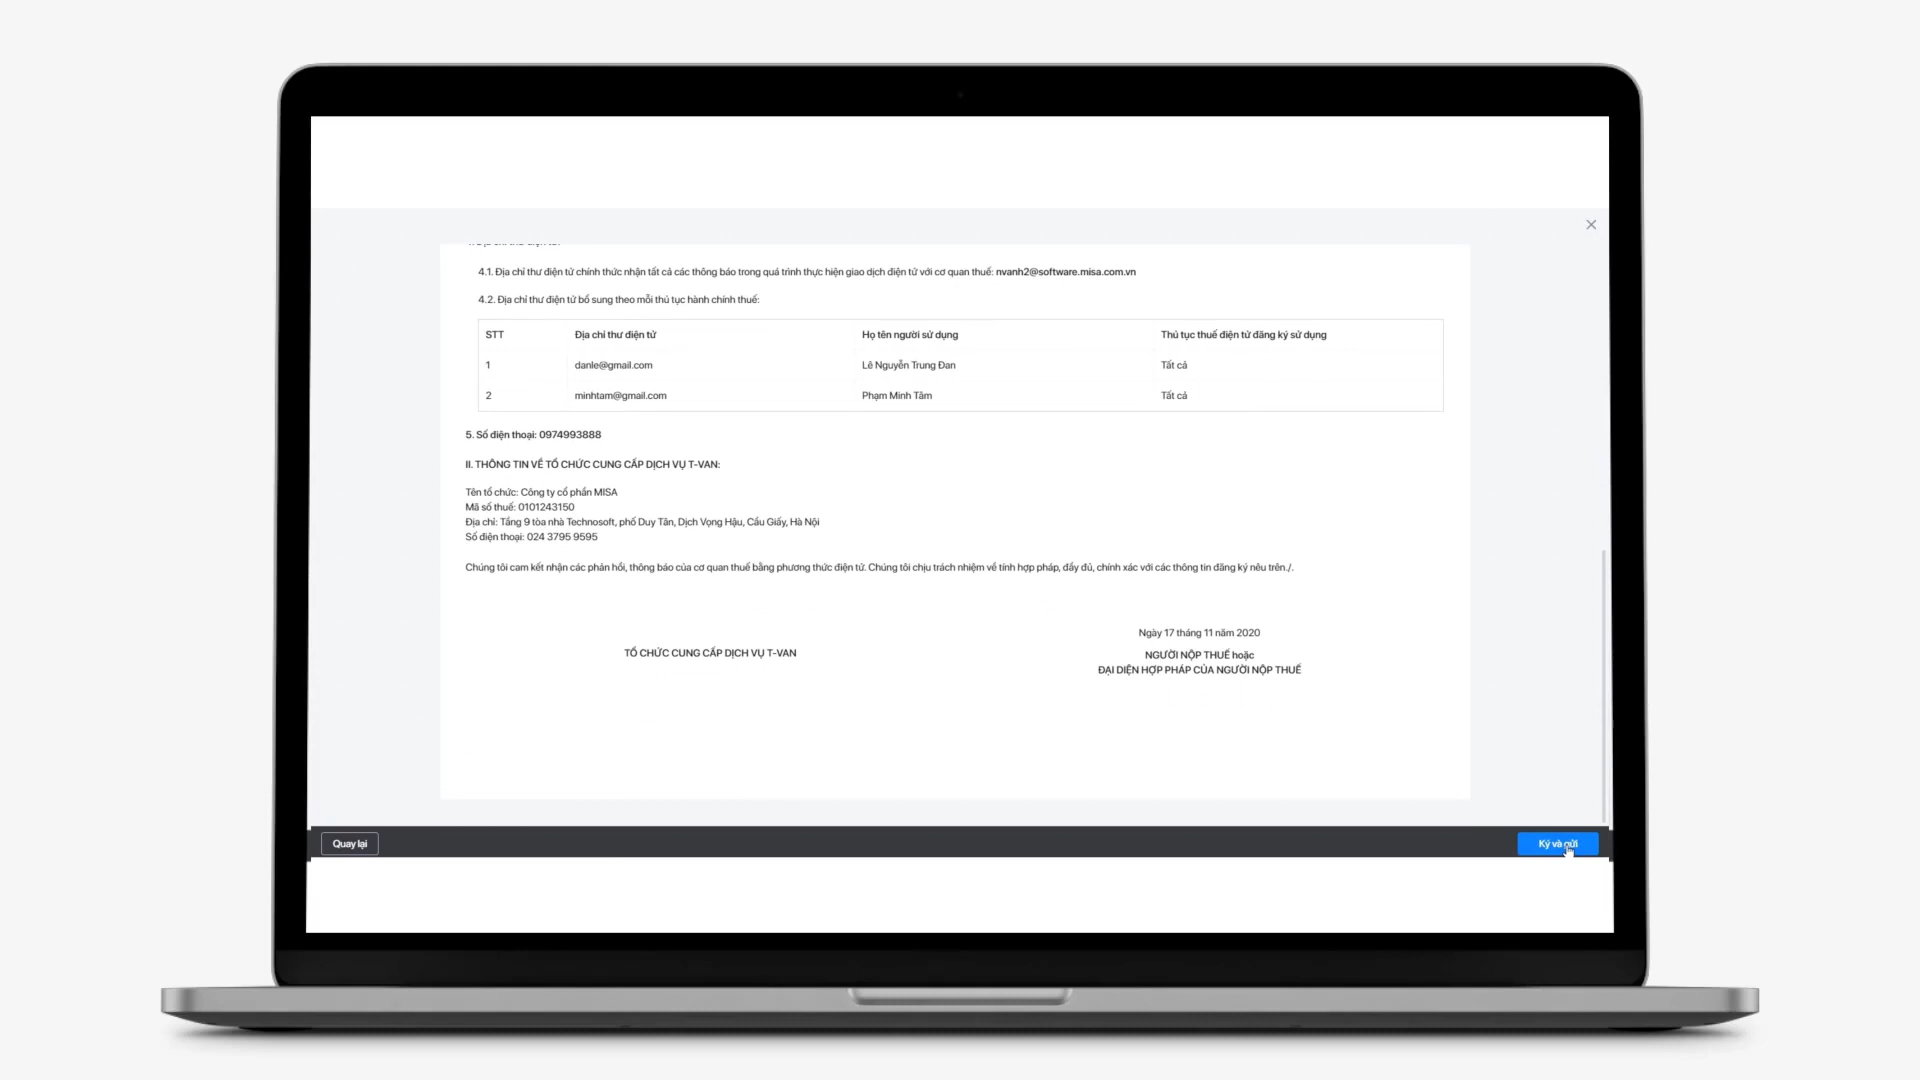 4.1. Địa chỉ thư điện tử chính thức nhận tất cả các thông báo trong quá trình thực hiện giao dịch điện tử với cơ quan thuế: nvanh2@software.misa.com.vn
4.2. Địa chỉ thư điện tử bổ sung theo mỗi thủ tục hành chính thuế:
STT Địa chỉ thư điện tử Họ tên người sử dụng Thủ tục thuế điện tử đăng ký sử dụng
1 danle@gmail.com Lê Nguyễn Trung Đan Tất cả
2 minhtam@gmail.com Phạm Minh Tâm Tất cả
5. Số điện thoại: 0974993888
II. THÔNG TIN VỀ TỔ CHỨC CUNG CẤP DỊCH VỤ T-VAN:
Tên tổ chức: Công ty cổ phần MISA
Mã số thuế: 0101243150
Địa chỉ: Tầng 9 tòa nhà Technosoft, phố Duy Tân, Dịch Vọng Hậu, Cầu Giấy, Hà Nội
Số điện thoại: 024 3795 9595
Chúng tôi cam kết nhận các phản hồi, thông báo của cơ quan thuế bằng phương thức điện tử. Chúng tôi chịu trách nhiệm về tính hợp pháp, đầy đủ, chính xác với các thông tin đăng ký nêu trên./.
Ngày 17 tháng 11 năm 2020
TỔ CHỨC CUNG CẤP DỊCH VỤ T-VAN
NGƯỜI NỘP THUẾ hoặc
ĐẠI DIỆN HỢP PHÁP CỦA NGƯỜI NỘP THUẾ
Quay lại
Ký và gửi